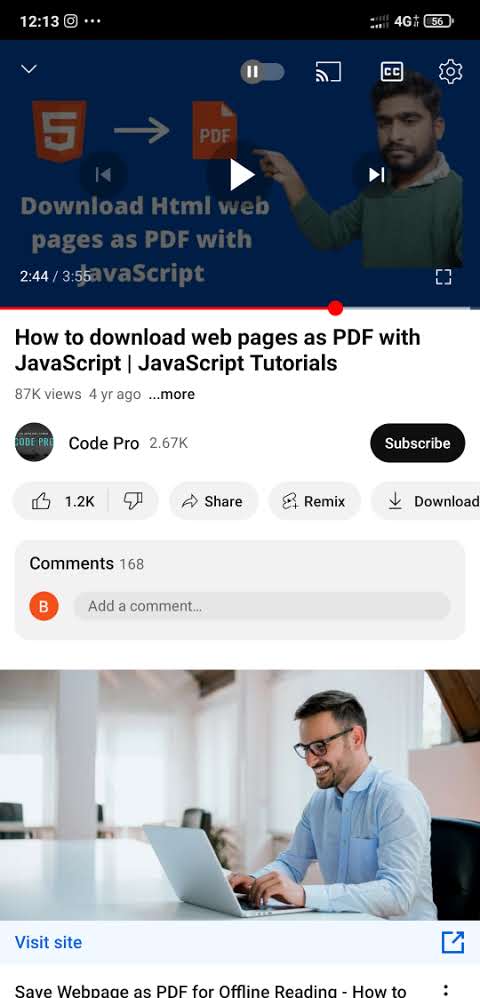 12:13 ••• 4G 56
CC
5 PDF
Download Html web
pages as PDF with
JavaScript
2:44 / 3:55
How to download web pages as PDF with
JavaScript | JavaScript Tutorials
87K views 4 yr ago ...more
CODE PRO
Code Pro 2.67K Subscribe
1.2K Share Remix Download
Comments 168
B Add a comment...
Visit site
Save Webpage as PDF for Offline Reading - How to